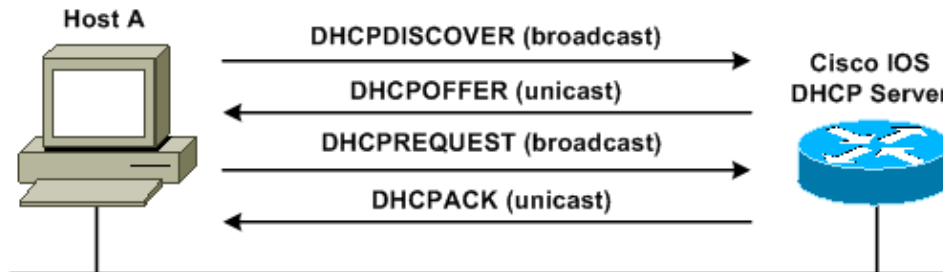 Host A
DHCPDISCOVER (broadcast)
Cisco IOS
DHCP Server
DHCPOFFER (unicast)
DHCPREQUEST (broadcast)
DHCPACK (unicast)